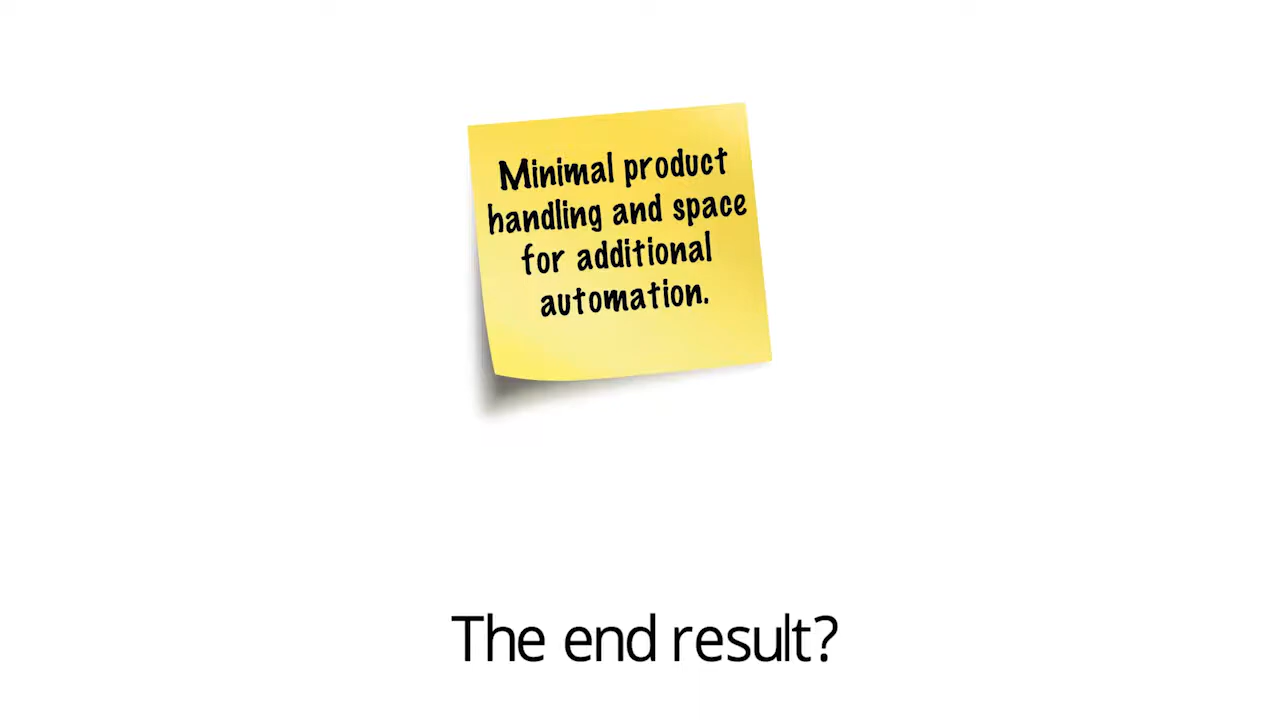 Minimal product
handling and space
for additional
automation.
The end result?